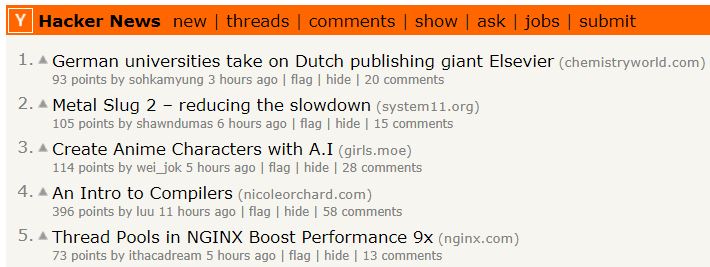 Y Hacker News new | threads | comments | show | ask | jobs | submit
1. German universities take on Dutch publishing giant Elsevier (chemistryworld.com)
93 points by sohkamyung 3 hours ago | flag | hide | 20 comments
2. Metal Slug 2 – reducing the slowdown (system11.org)
105 points by shawndumas 6 hours ago | flag | hide | 15 comments
3. Create Anime Characters with A.I (girls.moe)
114 points by wei_jok 5 hours ago | flag | hide | 28 comments
4. An Intro to Compilers (nicoleorchard.com)
396 points by luu 11 hours ago | flag | hide | 58 comments
5. Thread Pools in NGINX Boost Performance 9x (nginx.com)
73 points by ithacadream 5 hours ago | flag | hide | 13 comments